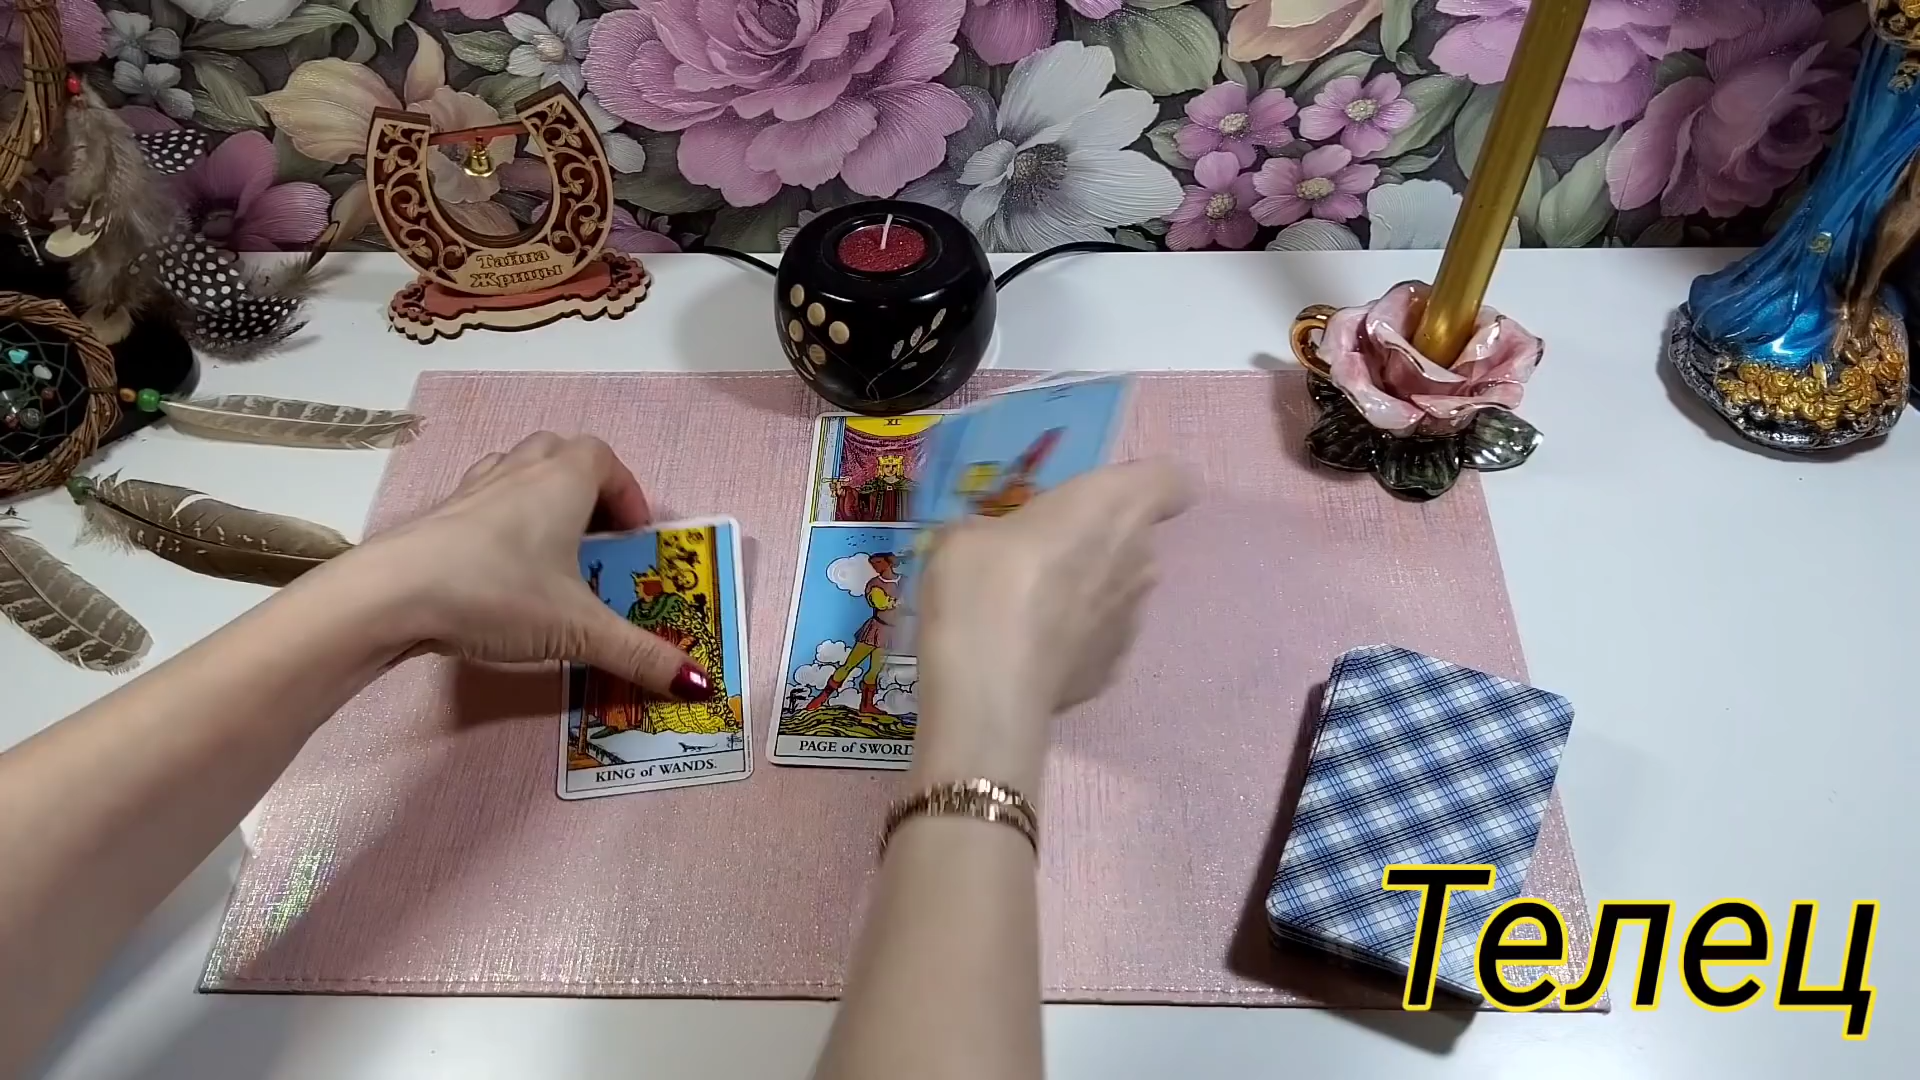 Тайна
Жрицы
XI
KING of WANDS.
PAGE of SWORD
Телец